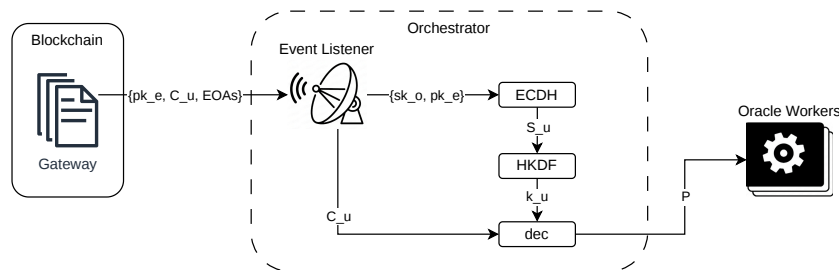 Blockchain
Gateway
{pk_e, C_u, EOAs}
Orchestrator
Event Listener
{sk_o, pk_e}
ECDH
S_u
HKDF
k_u
C_u
dec
P
Oracle Workers